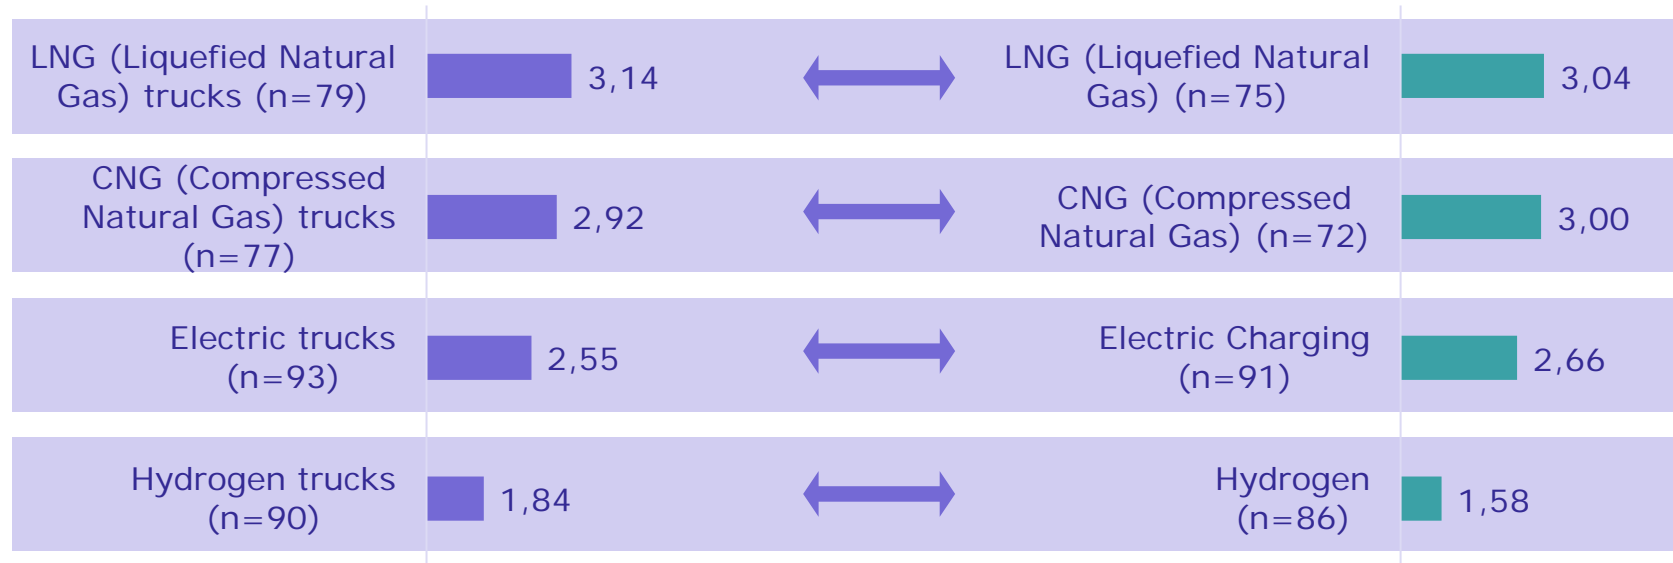 LNG (Liquefied Natural
Gas) trucks (n=79)
3,14
LNG (Liquefied Natural
Gas) (n=75)
3,04
CNG (Compressed
Natural Gas) trucks
(n=77)
2,92
CNG (Compressed
Natural Gas) (n=72)
3,00
Electric trucks
(n=93)
2,55
Electric Charging
(n=91)
2,66
Hydrogen trucks
(n=90)
1,84
Hydrogen
(n=86)
1,58